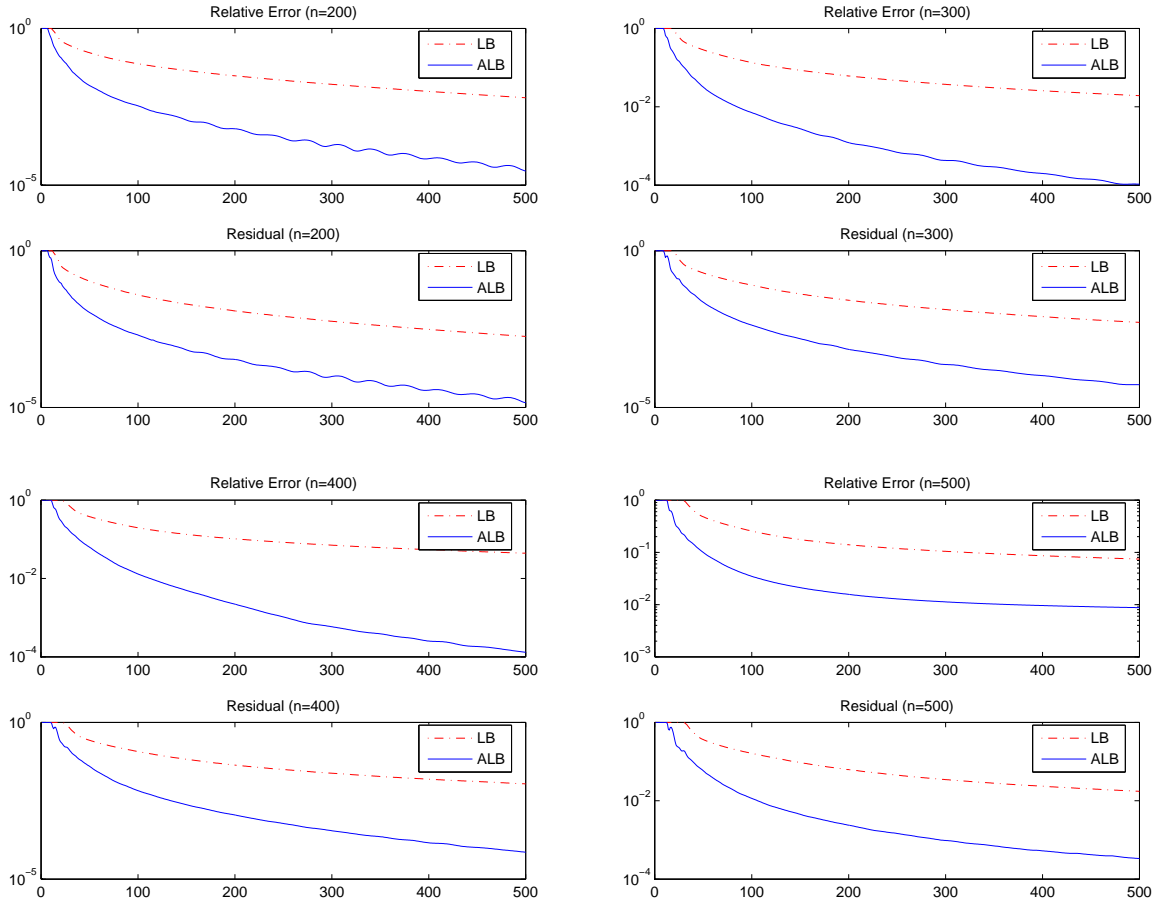 Relative Error (n=200)
10^0
10^−5
0 100 200 300 400 500
LB
ALB
Relative Error (n=300)
10^0
10^−2
10^−4
0 100 200 300 400 500
LB
ALB
Residual (n=200)
10^0
10^−5
0 100 200 300 400 500
LB
ALB
Residual (n=300)
10^0
10^−5
0 100 200 300 400 500
LB
ALB
Relative Error (n=400)
10^0
10^−2
10^−4
0 100 200 300 400 500
LB
ALB
Relative Error (n=500)
10^0
10^−1
10^−2
10^−3
0 100 200 300 400 500
LB
ALB
Residual (n=400)
10^0
10^−5
0 100 200 300 400 500
LB
ALB
Residual (n=500)
10^0
10^−2
10^−4
0 100 200 300 400 500
LB
ALB